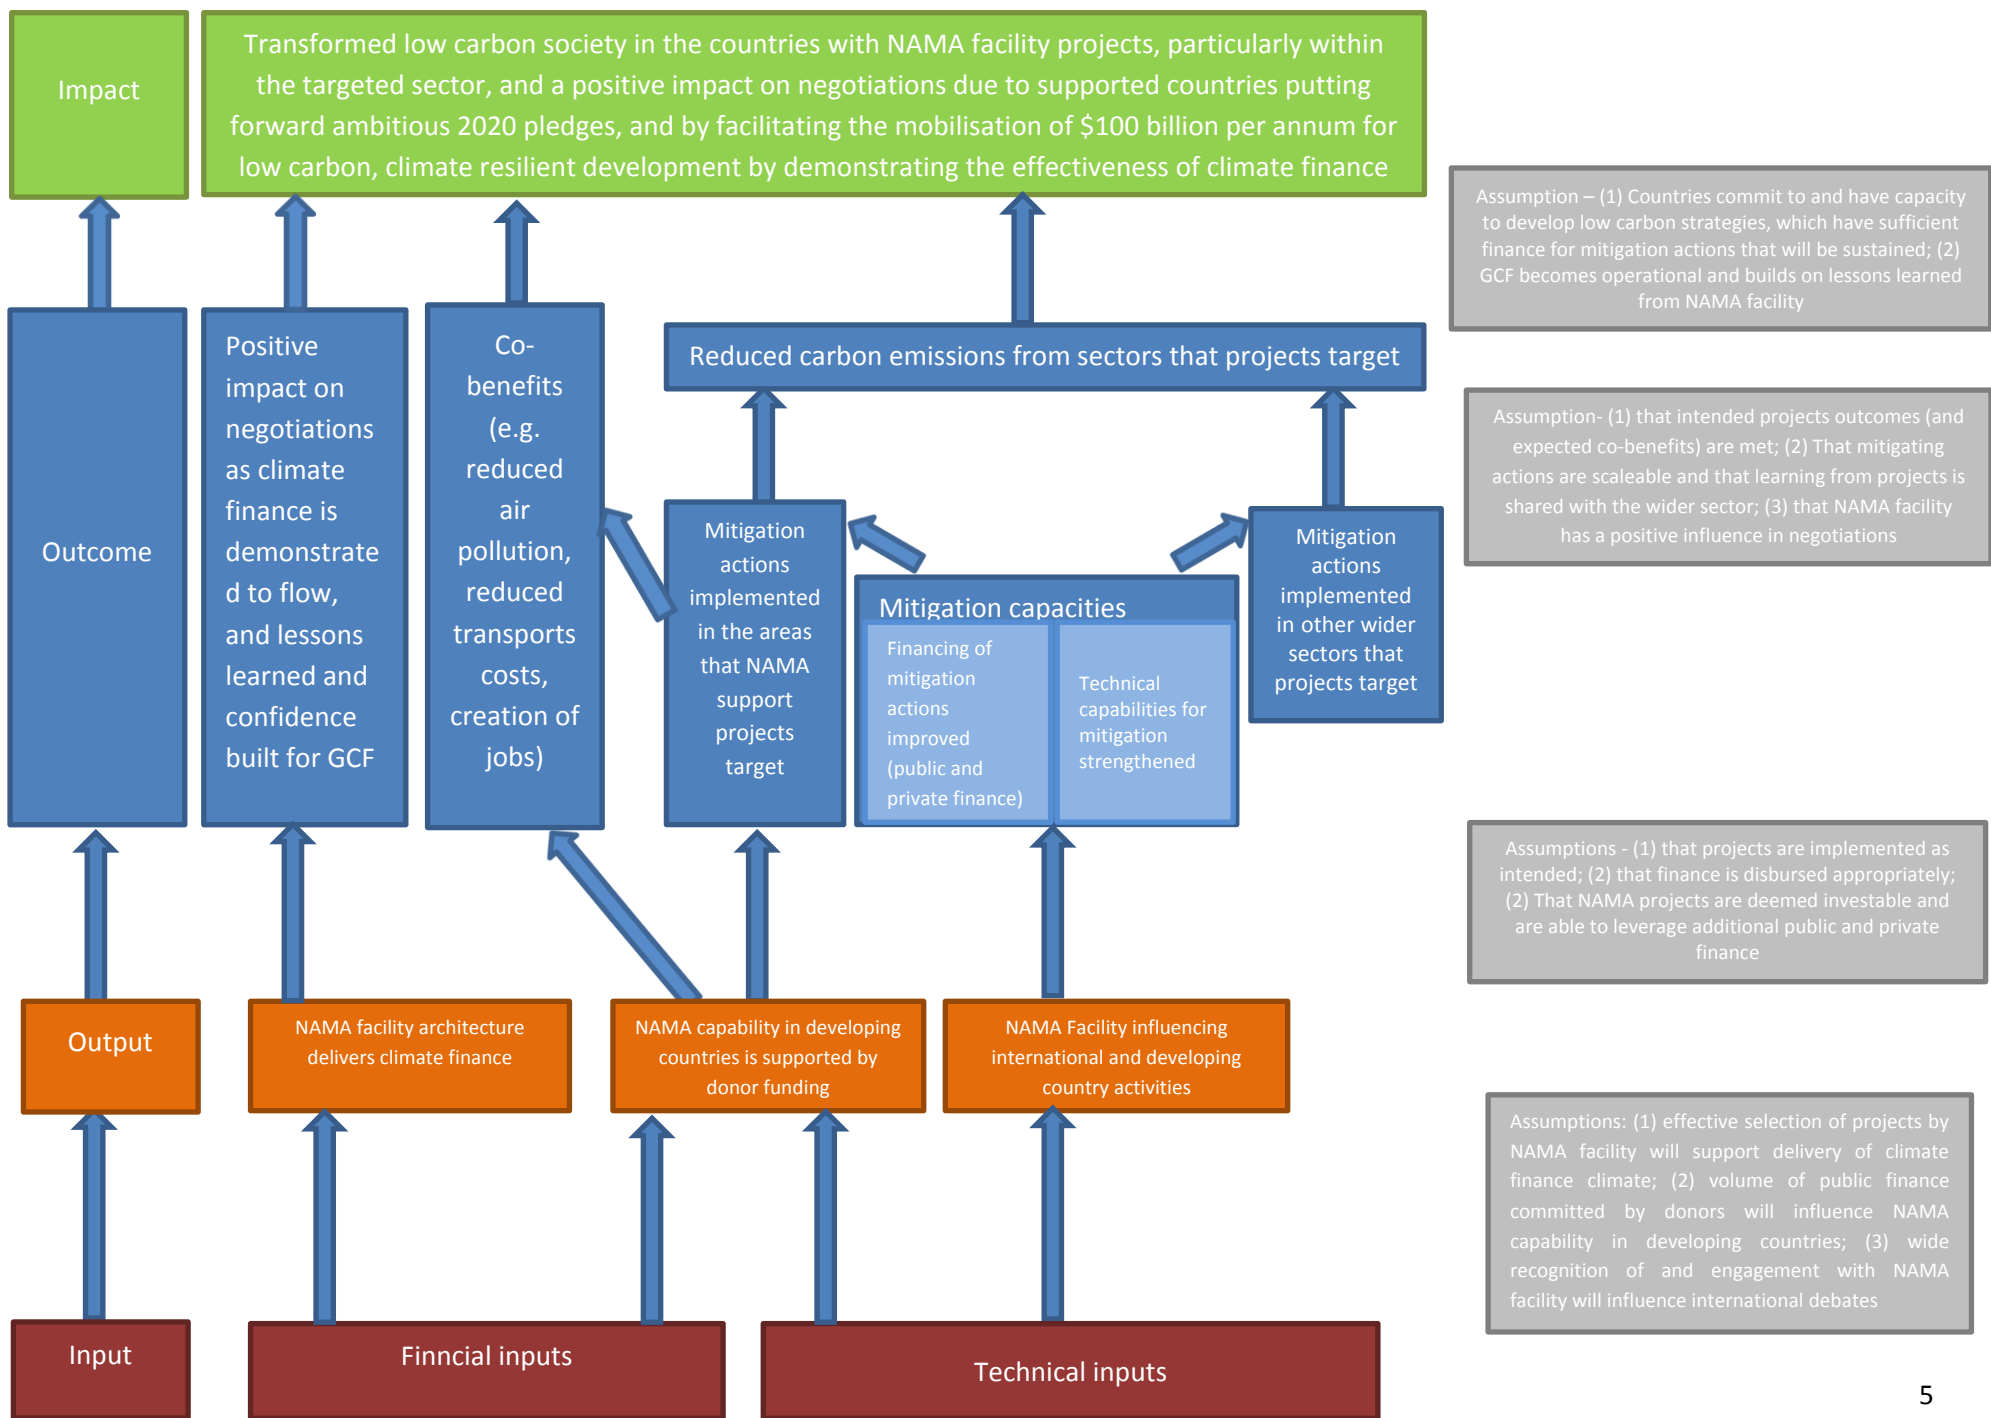 Impact
Transformed low carbon society in the countries with NAMA facility projects, particularly within
the targeted sector, and a positive impact on negotiations due to supported countries putting
forward ambitious 2020 pledges, and by facilitating the mobilisation of $100 billion per annum for
low carbon, climate resilient development by demonstrating the effectiveness of climate finance
Assumption – (1) Countries commit to and have capacity
to develop low carbon strategies, which have sufficient
finance for mitigation actions that will be sustained; (2)
GCF becomes operational and builds on lessons learned
from NAMA facility
Outcome
Positive
impact on
negotiations
as climate
finance is
demonstrate
d to flow,
and lessons
learned and
confidence
built for GCF
Co-
benefits
(e.g.
reduced
air
pollution,
reduced
transports
costs,
creation of
jobs)
Reduced carbon emissions from sectors that projects target
Mitigation
actions
implemented
in the areas
that NAMA
support
projects
target
Mitigation capacities
Financing of
mitigation
actions
improved
(public and
private finance)
Technical
capabilities for
mitigation
strengthened
Mitigation
actions
implemented
in other wider
sectors that
projects target
Assumption- (1) that intended projects outcomes (and
expected co-benefits) are met; (2) That mitigating
actions are scaleable and that learning from projects is
shared with the wider sector; (3) that NAMA facility
has a positive influence in negotiations
Assumptions - (1) that projects are implemented as
intended; (2) that finance is disbursed appropriately;
(2) That NAMA projects are deemed investable and
are able to leverage additional public and private
finance
Output
NAMA facility architecture
delivers climate finance
NAMA capability in developing
countries is supported by
donor funding
NAMA Facility influencing
international and developing
country activities
Assumptions: (1) effective selection of projects by
NAMA facility will support delivery of climate
finance climate; (2) volume of public finance
committed by donors will influence NAMA
capability in developing countries; (3) wide
recognition of and engagement with NAMA
facility will influence international debates
Input
Finncial inputs
Technical inputs
5